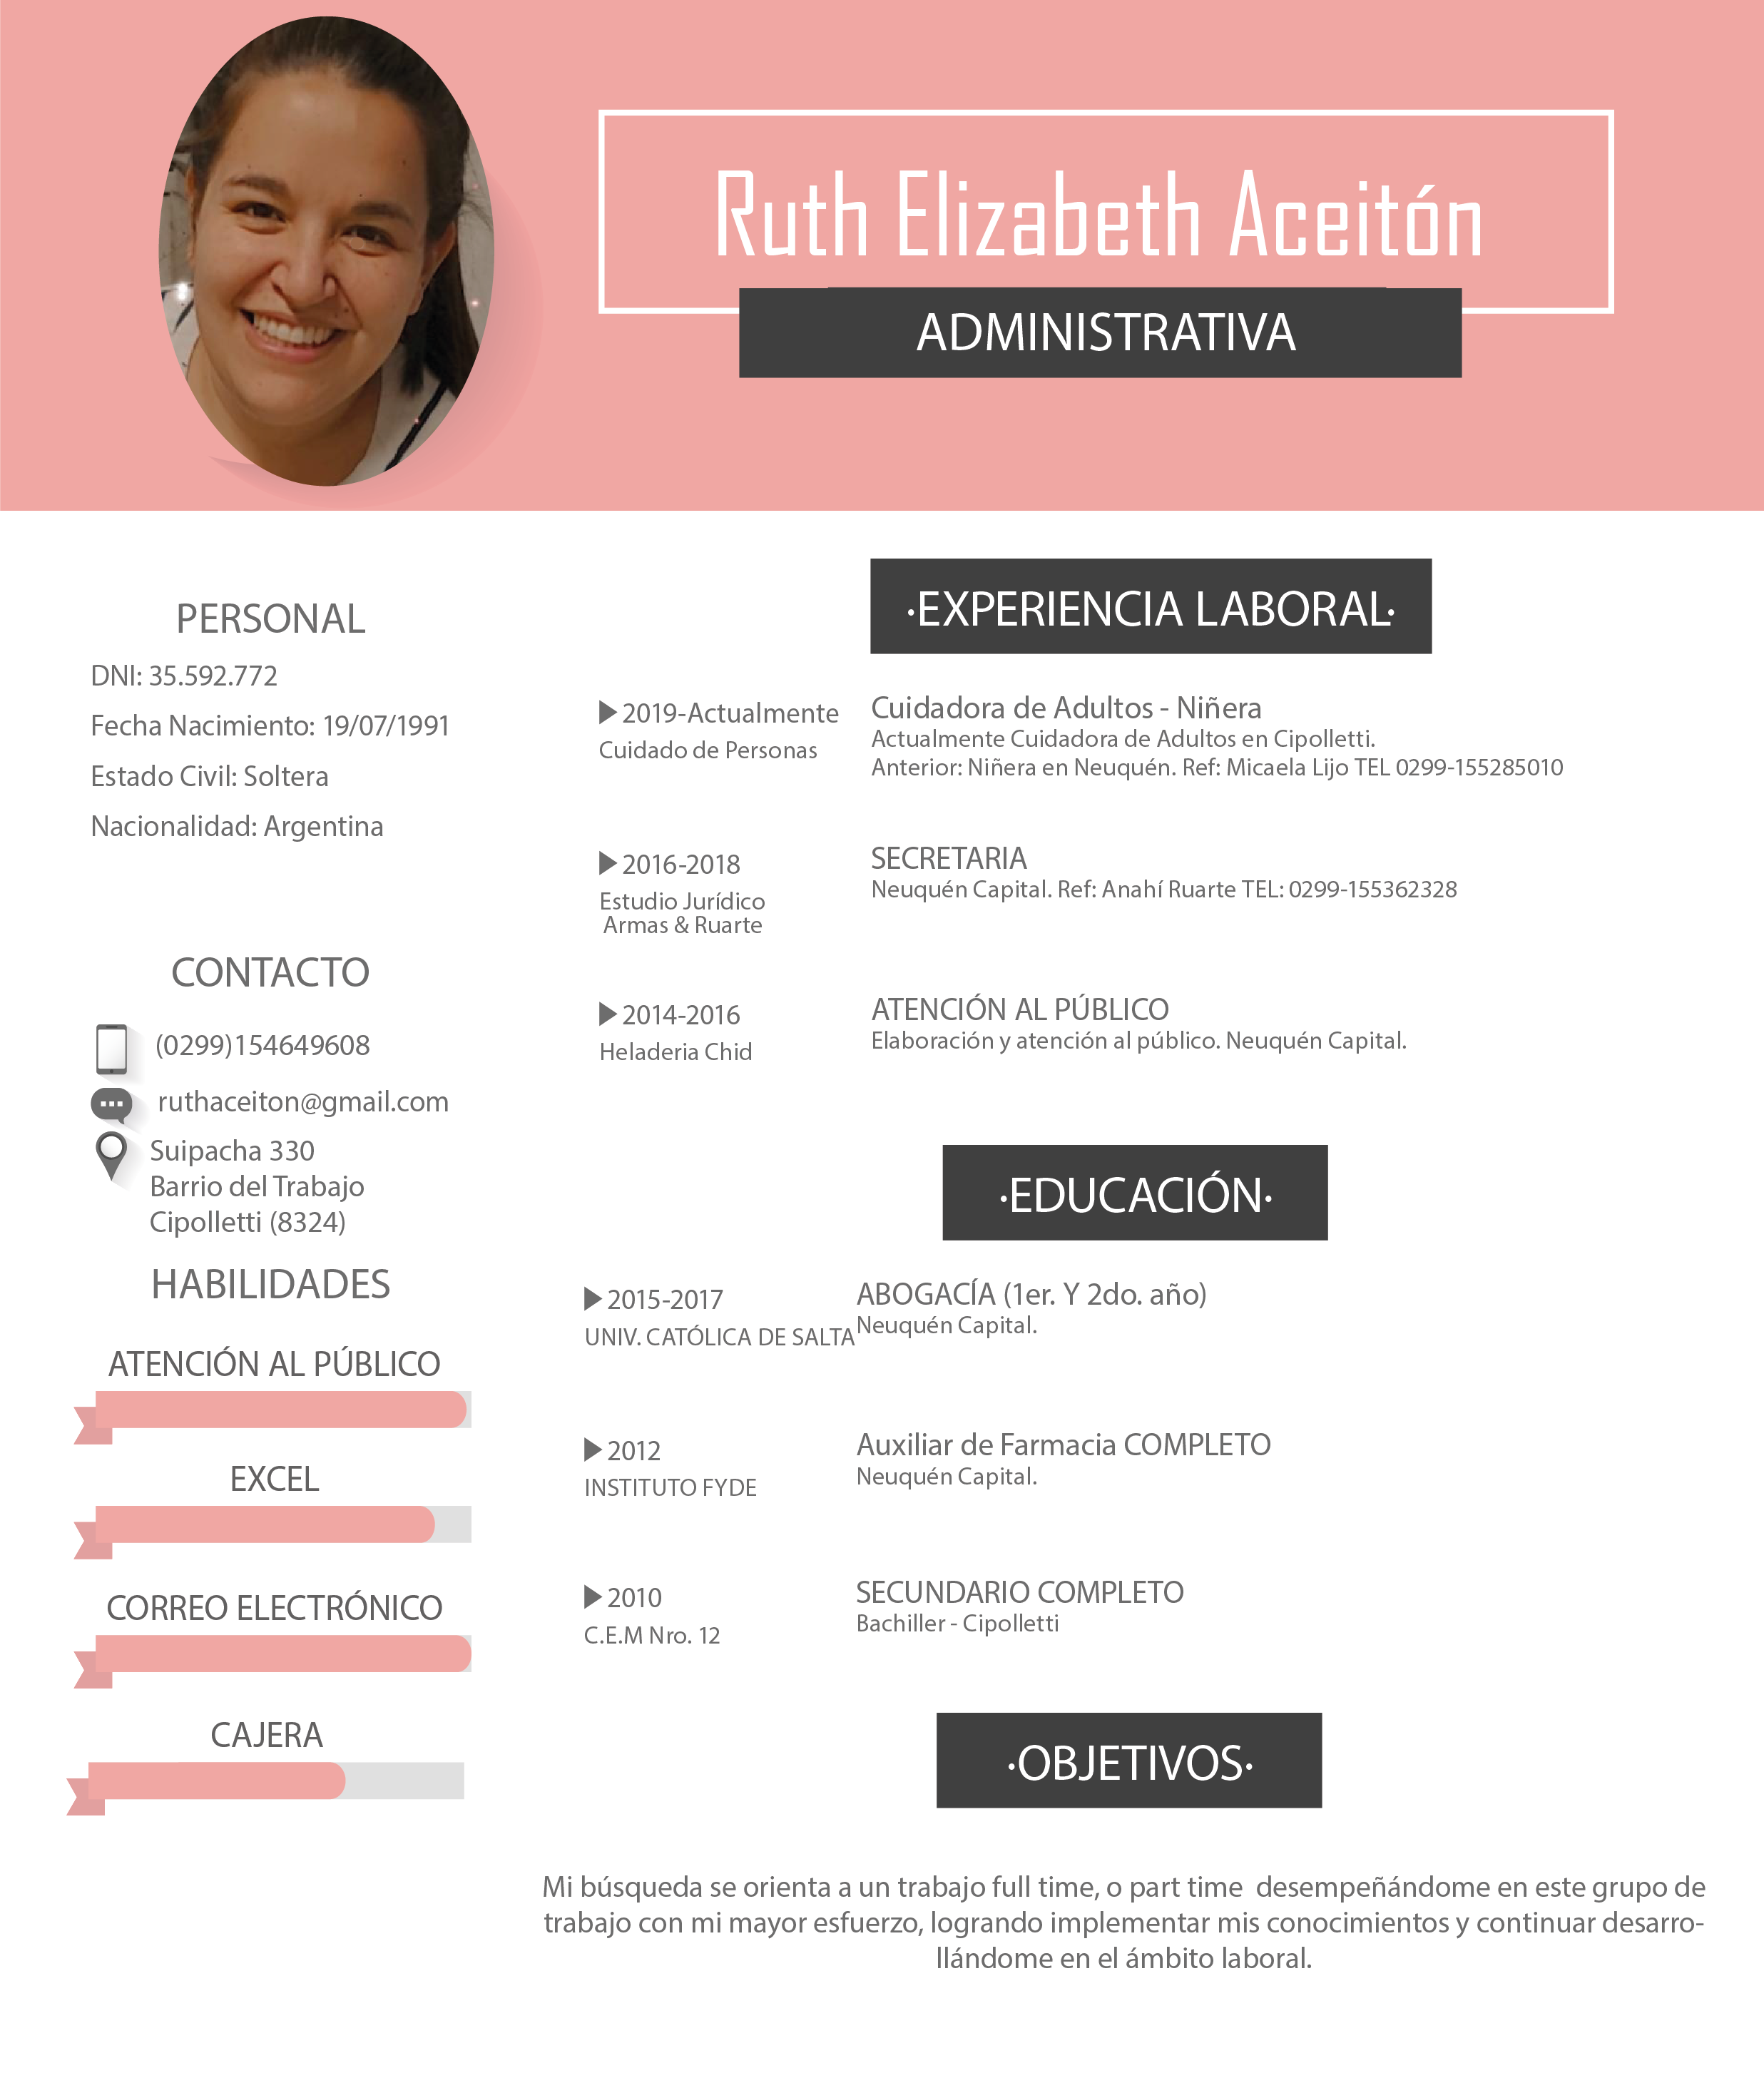 Ruth Elizabeth Aceitón
ADMINISTRATIVA
PERSONAL
DNI: 35.592.772
Fecha Nacimiento: 19/07/1991
Estado Civil: Soltera
Nacionalidad: Argentina
CONTACTO
(0299)154649608
ruthaceiton@gmail.com
Suipacha 330
Barrio del Trabajo
Cipolletti (8324)
HABILIDADES
ATENCIÓN AL PÚBLICO
EXCEL
CORREO ELECTRÓNICO
CAJERA
·EXPERIENCIA LABORAL·
2019-Actualmente
Cuidado de Personas
Cuidadora de Adultos - Niñera
Actualmente Cuidadora de Adultos en Cipolletti.
Anterior: Niñera en Neuquén. Ref: Micaela Lijo TEL 0299-155285010
2016-2018
Estudio Jurídico
Armas & Ruarte
SECRETARIA
Neuquén Capital. Ref: Anahí Ruarte TEL: 0299-155362328
2014-2016
Heladeria Chid
ATENCIÓN AL PÚBLICO
Elaboración y atención al público. Neuquén Capital.
·EDUCACIÓN·
2015-2017
UNIV. CATÓLICA DE SALTA
ABOGACÍA (1er. Y 2do. año)
Neuquén Capital.
2012
INSTITUTO FYDE
Auxiliar de Farmacia COMPLETO
Neuquén Capital.
2010
C.E.M Nro. 12
SECUNDARIO COMPLETO
Bachiller - Cipolletti
·OBJETIVOS·
Mi búsqueda se orienta a un trabajo full time, o part time  desempeñándome en este grupo de
trabajo con mi mayor esfuerzo, logrando implementar mis conocimientos y continuar desarro-
llándome en el ámbito laboral.